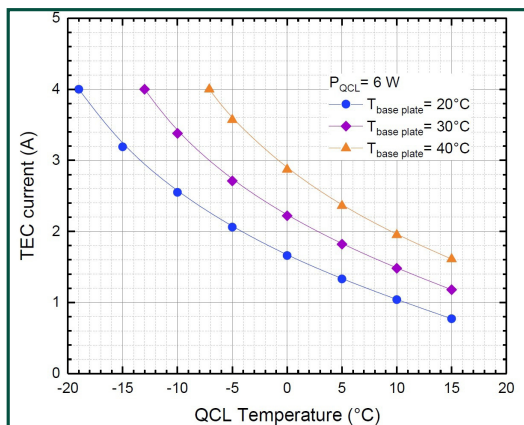 5
4
3
2
1
0
TEC current (A)
P_QCL= 6 W
T_base plate= 20°C
T_base plate= 30°C
T_base plate= 40°C
-20 -15 -10 -5 0 5 10 15 20
QCL Temperature (°C)